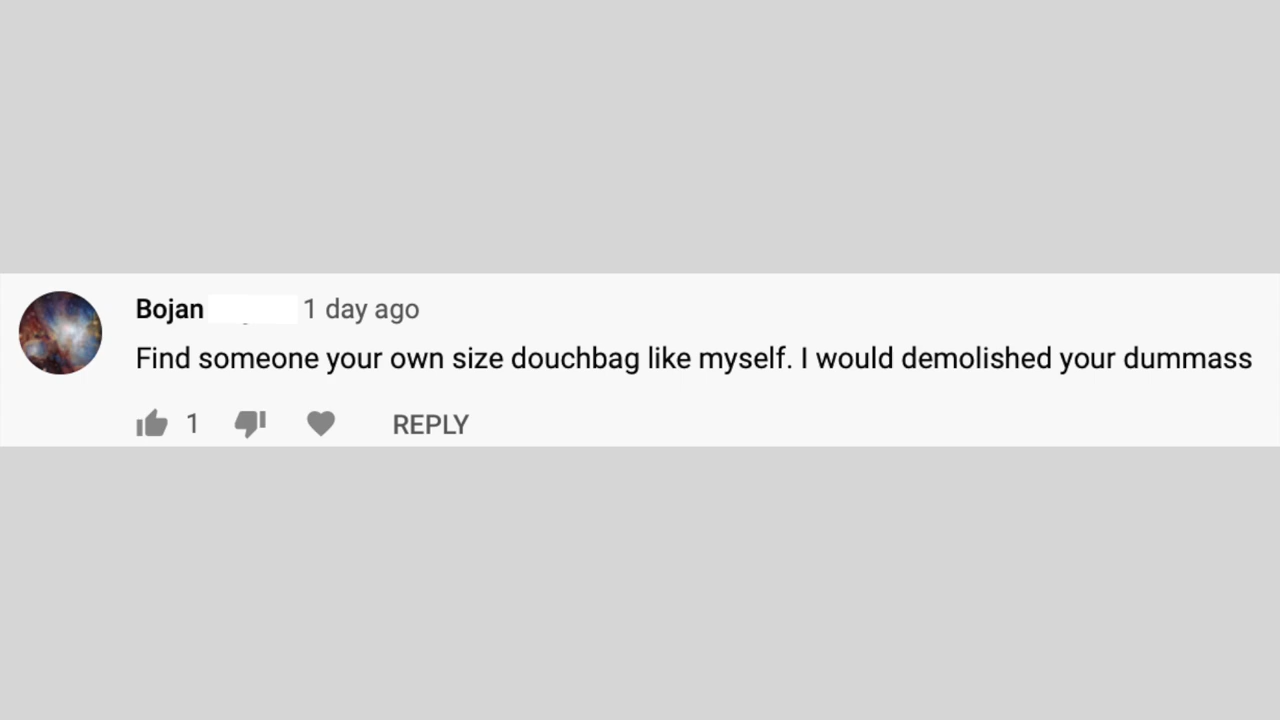 Bojan 1 day ago
Find someone your own size douchbag like myself. I would demolished your dummass
1 REPLY